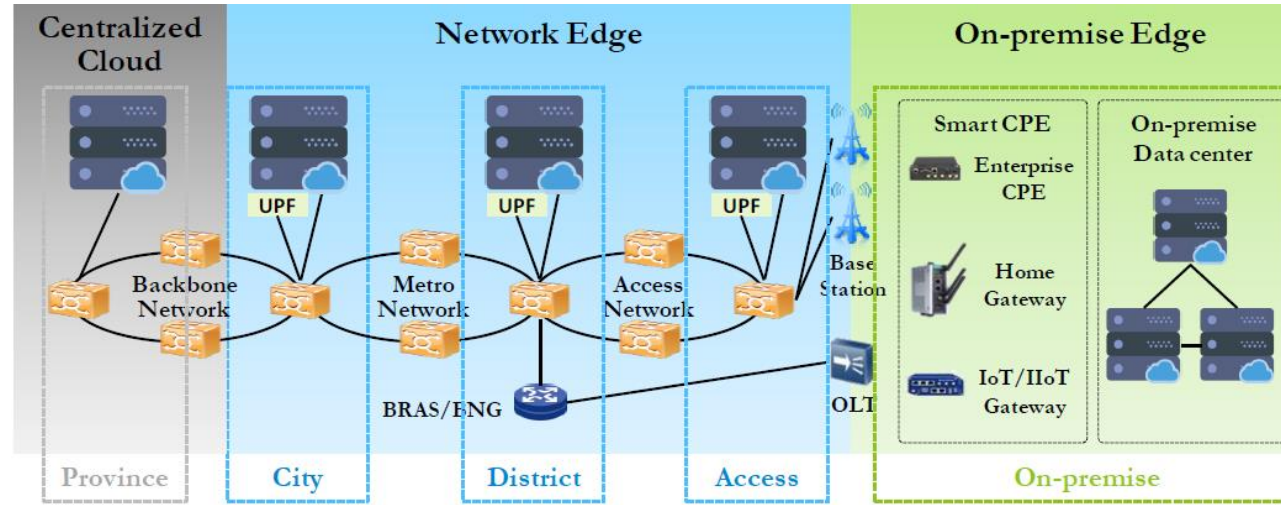 Centralized
Cloud
Network Edge
On-premise Edge
Smart CPE
Enterprise
CPE
Home
Gateway
IoT/IIoT
Gateway
On-premise
Data center
UPF
UPF
UPF
Backbone
Network
Metro
Network
Access
Network
Base
Station
BRAS/BNG
OLT
Province
City
District
Access
On-premise